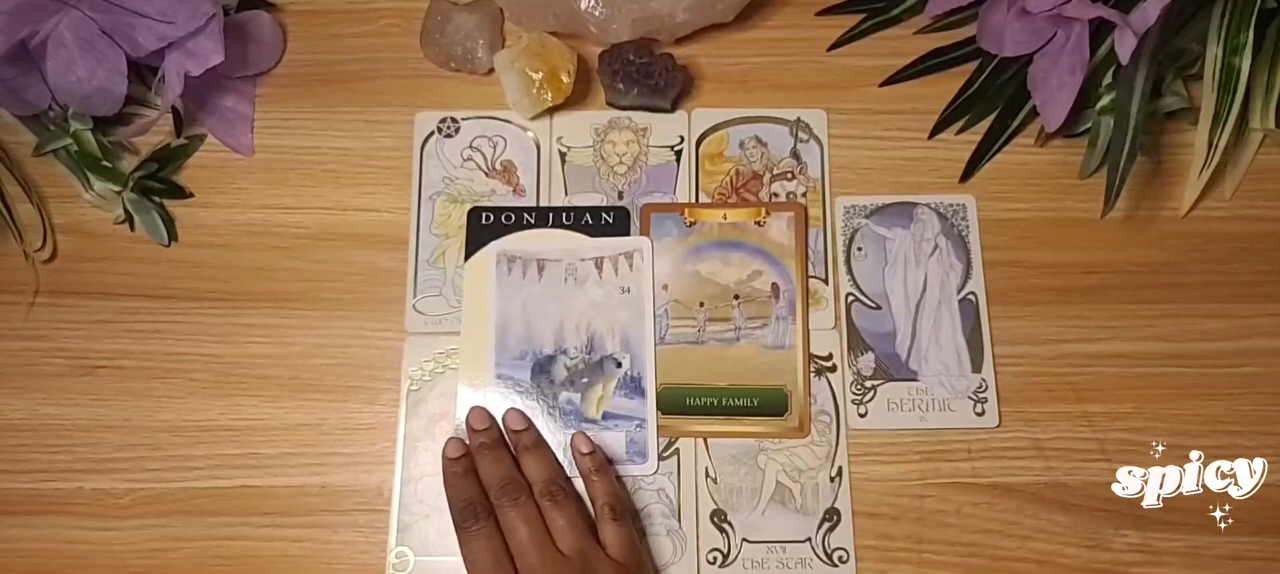 DON JUAN
4
34
HAPPY FAMILY
THE
HERMIT
IX
XVII
THE STAR
spicy